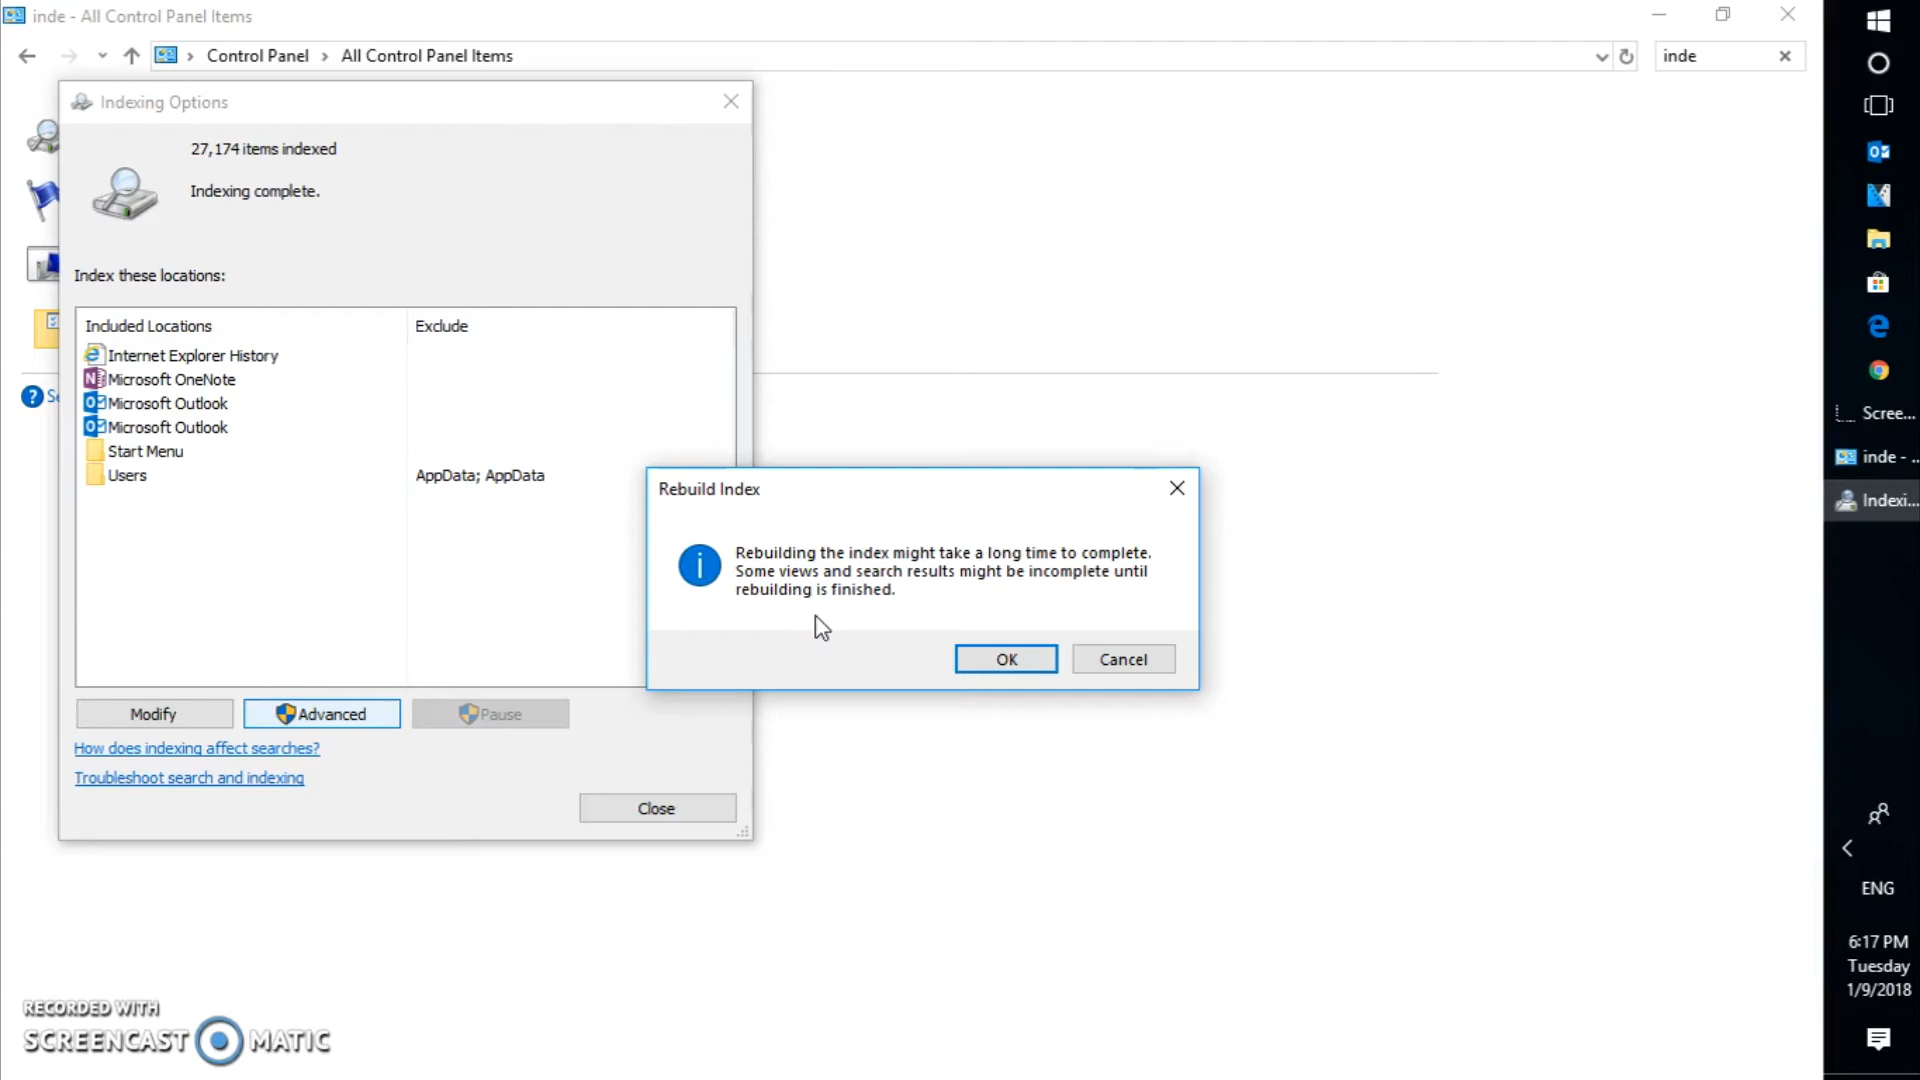 inde - All Control Panel Items
Control Panel > All Control Panel Items
inde
Indexing Options
27,174 items indexed
Indexing complete.
Index these locations:
Included Locations
Exclude
Internet Explorer History
Microsoft OneNote
Microsoft Outlook
Microsoft Outlook
Start Menu
Users
AppData; AppData
Modify
Advanced
Pause
How does indexing affect searches?
Troubleshoot search and indexing
Close
Se
Rebuild Index
Rebuilding the index might take a long time to complete.
Some views and search results might be incomplete until
rebuilding is finished.
OK
Cancel
Scree...
inde - ...
Indexi...
ENG
6:17 PM
Tuesday
1/9/2018
RECORDED WITH
SCREENCAST MATIC